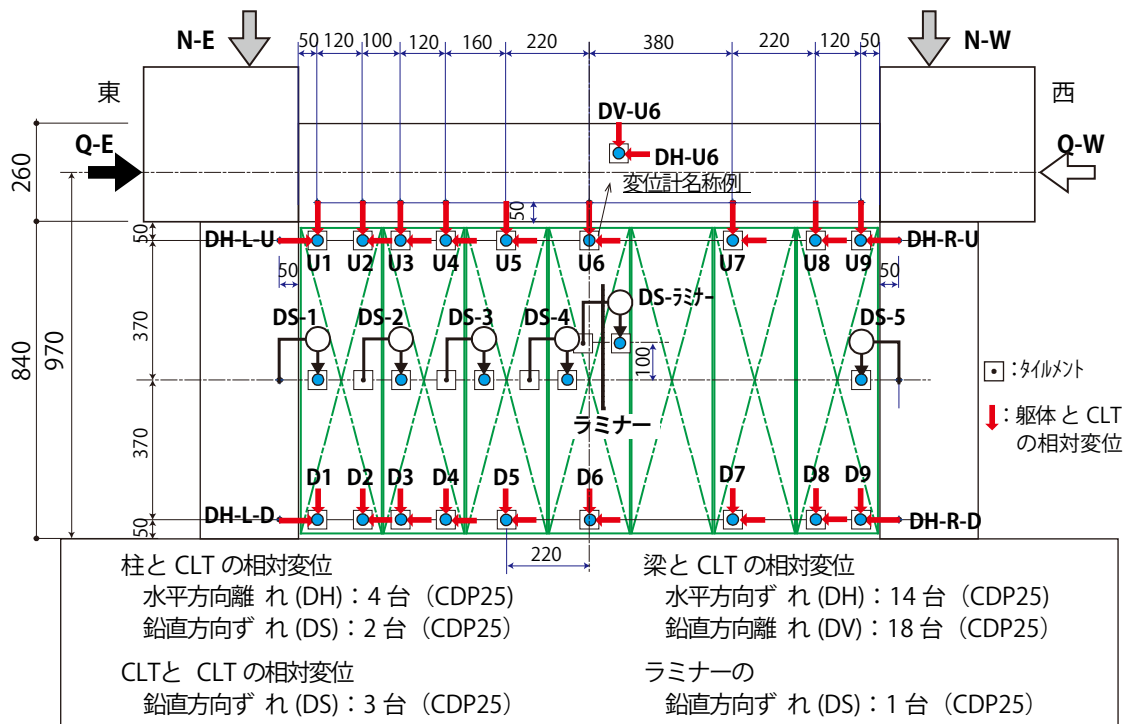 N-E
N-W
50 120 100 120 160 220 380 220 120 50
東
西
DV-U6
Q-E
Q-W
DH-U6
変位計名称例
260
50
50
DH-L-U
DH-R-U
U1 U2 U3 U4 U5 U6 U7 U8 U9
50
50
DS-ラミナー
DS-1 DS-2 DS-3 DS-4 DS-5
370
840
970
100
□:タイルメント
ラミナー
:躯体 と CLT
の相対変位
370
D1 D2 D3 D4 D5 D6 D7 D8 D9
DH-L-D
DH-R-D
50
220
柱と CLT の相対変位
水平方向離 れ (DH):4 台(CDP25)
鉛直方向ず れ (DS):2 台(CDP25)
梁と CLT の相対変位
水平方向ず れ (DH):14 台(CDP25)
鉛直方向離 れ (DV):18 台(CDP25)
CLTと CLT の相対変位
鉛直方向ず れ (DS):3 台(CDP25)
ラミナーの
鉛直方向ず れ (DS):1 台(CDP25)